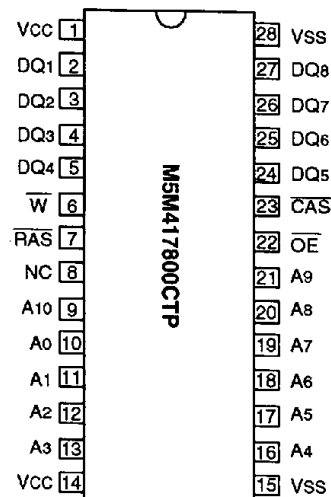 VCC 1 28 VSS
DQ1 2 27 DQ8
DQ2 3 26 DQ7
DQ3 4 25 DQ6
DQ4 5 24 DQ5
W 6 23 CAS
RAS 7 22 OE
NC 8 21 A9
A10 9 20 A8
A0 10 19 A7
A1 11 18 A6
A2 12 17 A5
A3 13 16 A4
VCC 14 15 VSS
M5M417800CTP